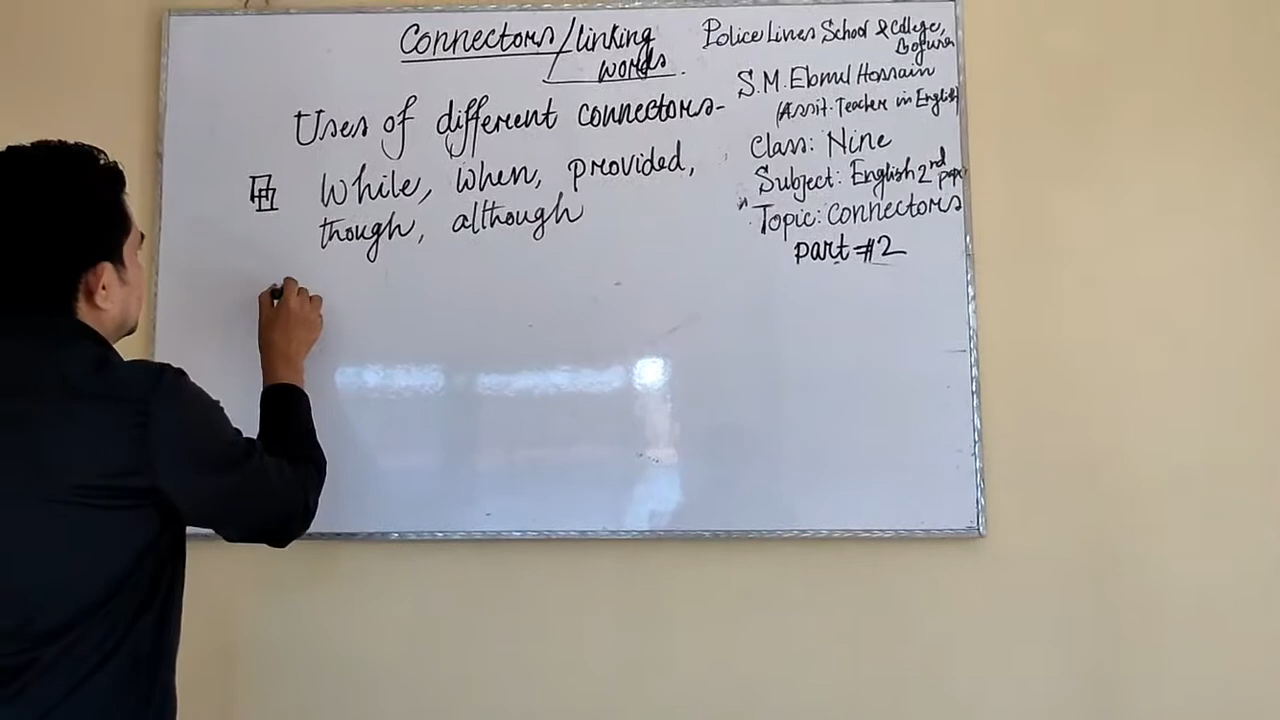 Connectors/linking
words.
Uses of different connectors-
While, when, provided,
though, although
Police Lines School & College,
Bogura
S.M. Ebnul Hossain
(Assit. Teacher in English)
Class: Nine
Subject: English 2nd paper
Topic: Connectors
part #2